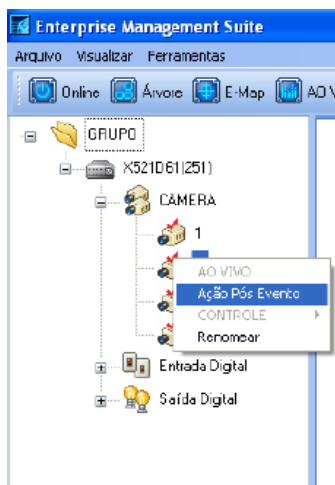 Enterprise Management Suite
Arquivo Visualizar Ferramentas
Online Árvore E-Map AO V
GRUPO
X521D61(251)
CÂMERA
1
AO VIVO
Ação Pós Evento
CONTROLE
Renomear
Entrada Digital
Saída Digital